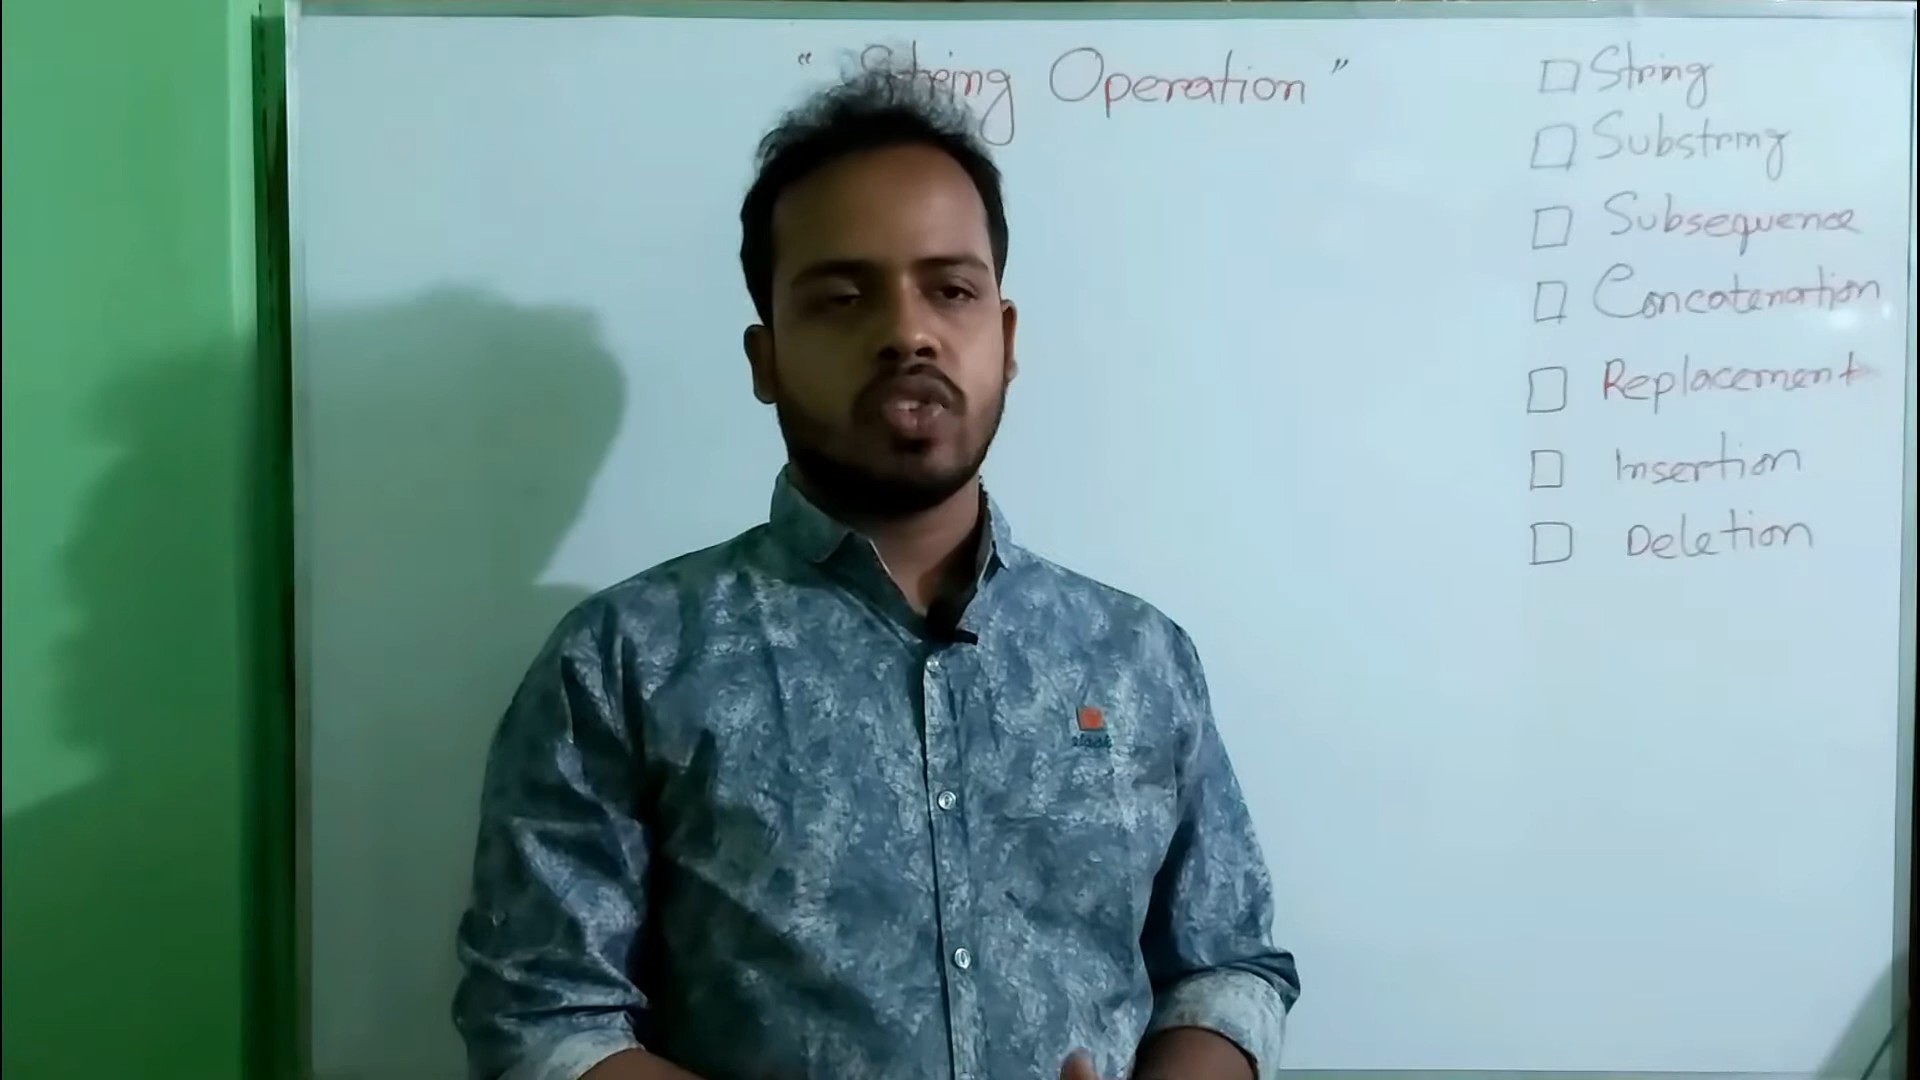 “ String Operation ”
□ String
□ Substring
□ Subsequence
□ Concatenation
□ Replacement
□ Insertion
□ Deletion